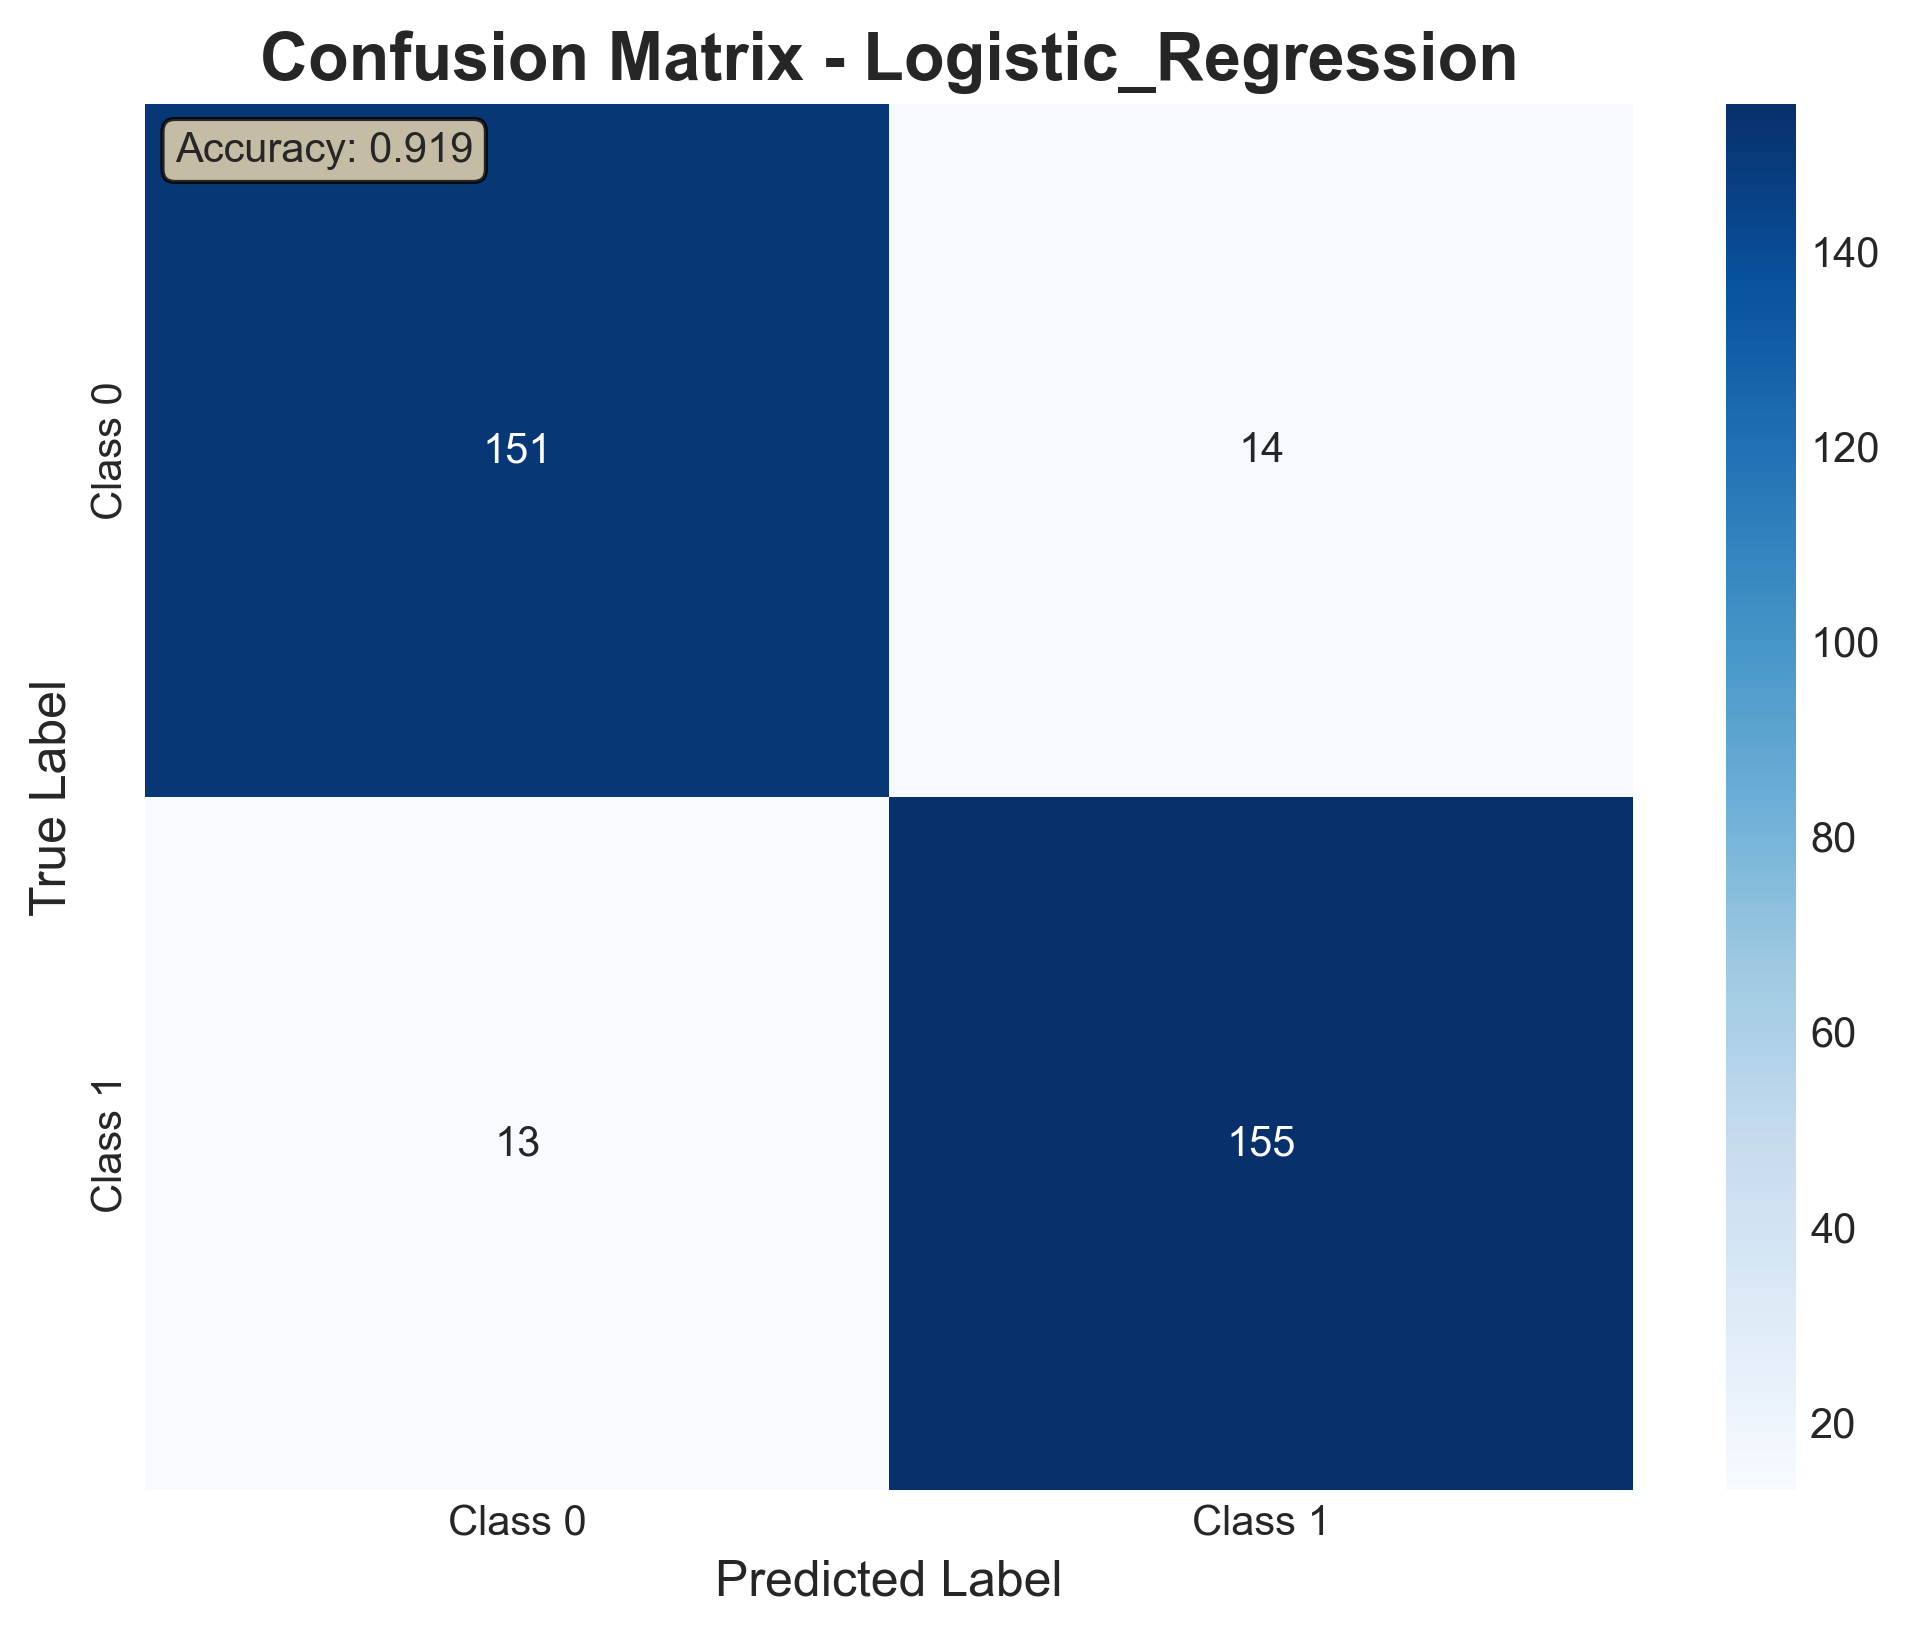 Confusion Matrix - Logistic_Regression
Accuracy: 0.919
True Label
Class 0
151
14
Class 1
13
155
Class 0
Class 1
Predicted Label
140
120
100
80
60
40
20